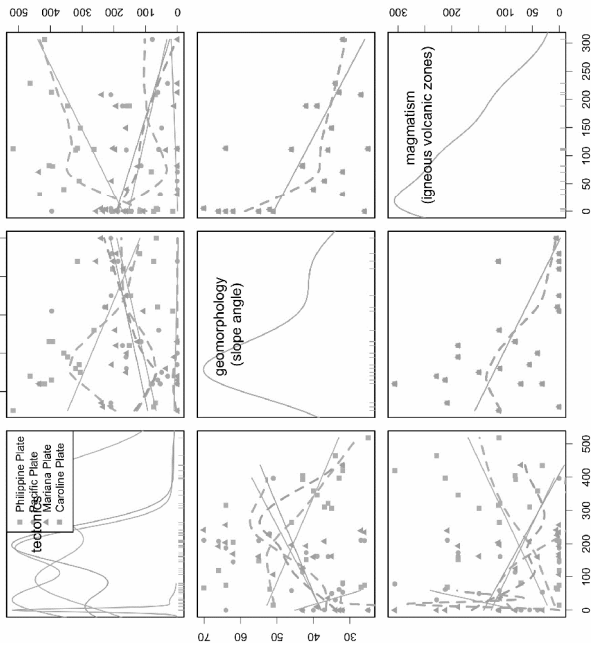 500 400 300 200 100 0
300 200 100 0
magmatism
(igneous volcanic zones)
0 50 100 150 200 250 300
geomorphology
(slope angle)
tectonics
Philippine Plate
Pacific Plate
Mariana Plate
Caroline Plate
0 100 200 300 400 500
70 60 50 40 30